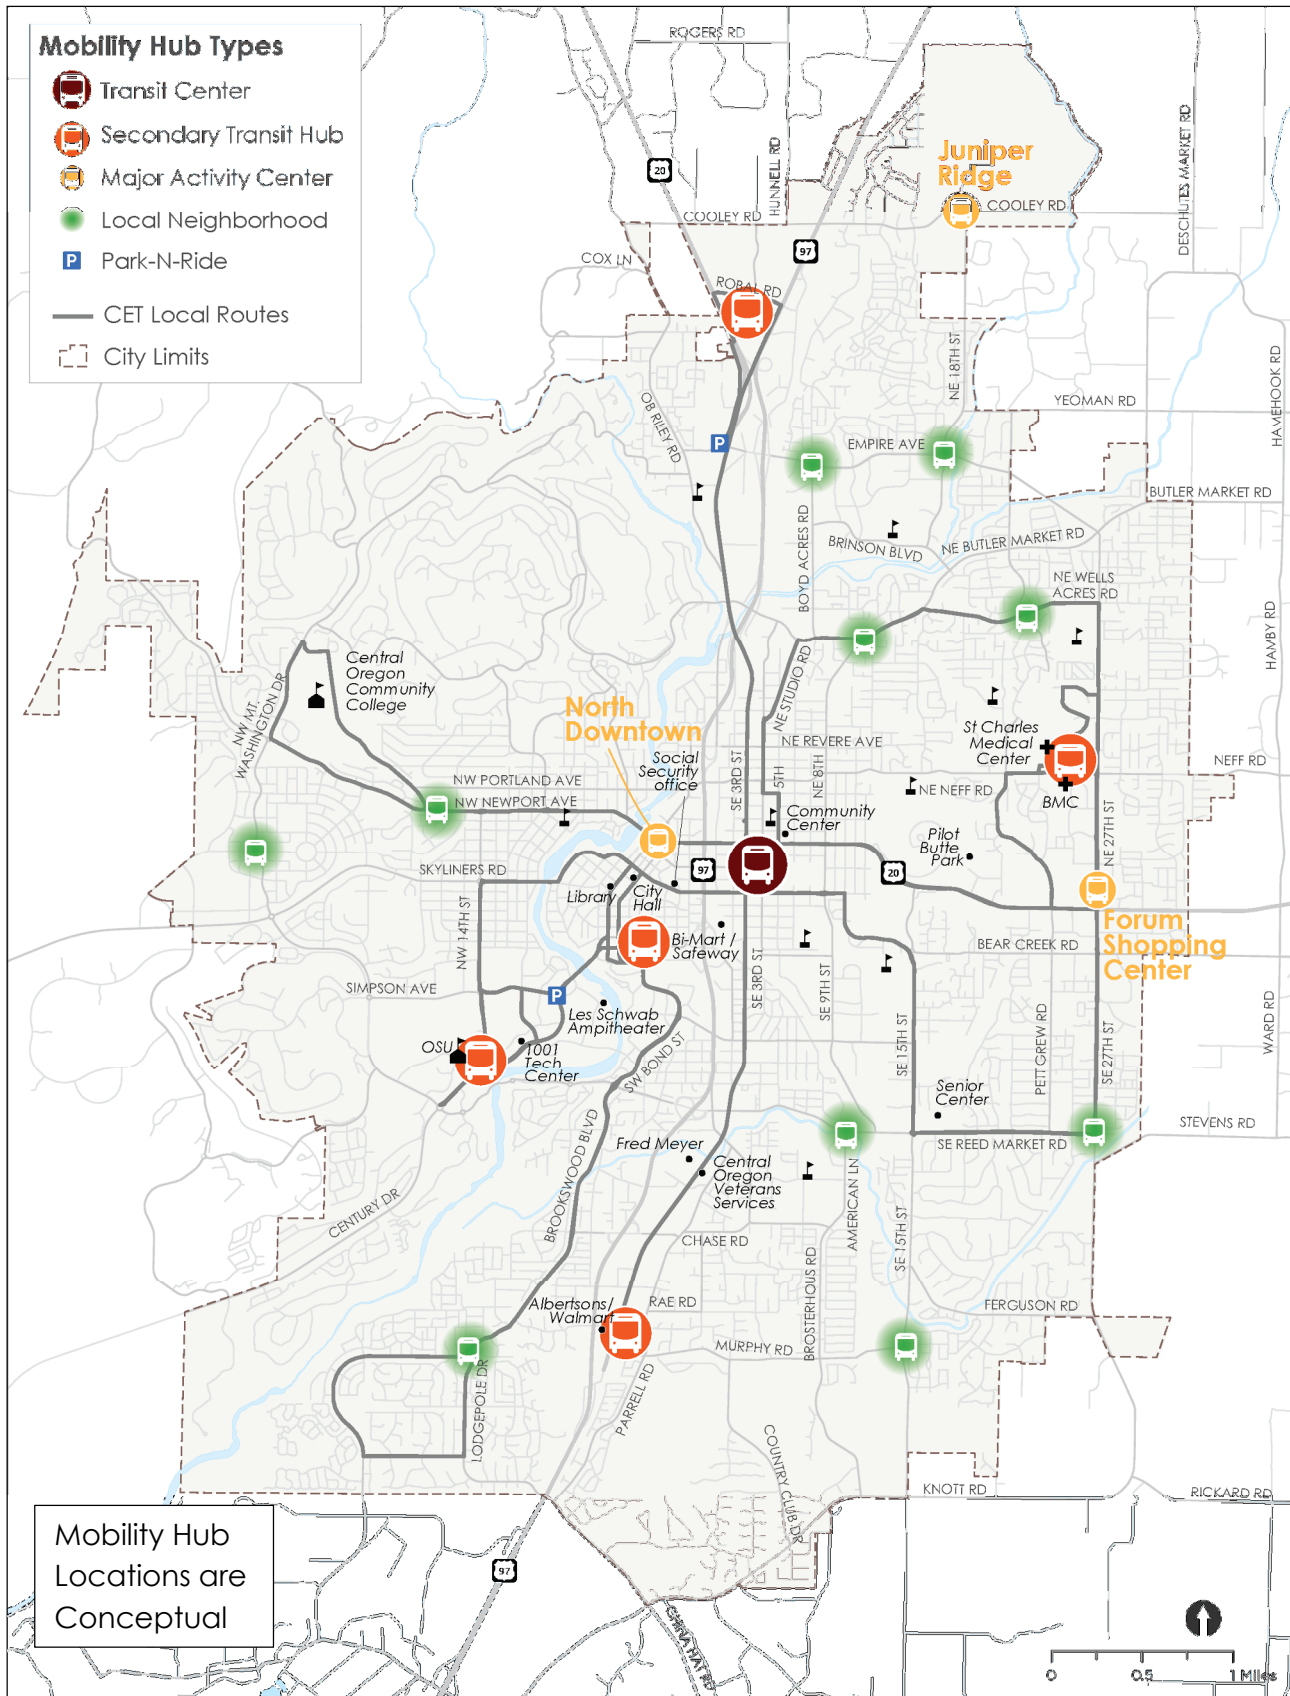 Mobility Hub Types
Transit Center
Secondary Transit Hub
Major Activity Center
Local Neighborhood
P
Park-N-Ride
CET Local Routes
City Limits
ROGERS RD
20
HUNNELL RD
DESCHUTES MARKET RD
Juniper
Ridge
COOLEY RD
COOLEY RD
97
COX LN
ROBAL RD
NE 18TH ST
HAMEHOOK RD
YEOMAN RD
OB RILEY RD
P
EMPIRE AVE
BUTLER MARKET RD
BOYD ACRES RD
BRINSON BLVD
NE BUTLER MARKET RD
NE WELLS
ACRES RD
HAMBY RD
Central
Oregon
Community
College
NW MT.
WASHINGTON DR
NE STUDIO RD
North
Downtown
St Charles
Medical
Center
NE REVERE AVE
Social
Security
office
SE 3RD ST
5TH
NE 8TH
NEFF RD
NW PORTLAND AVE
NW NEWPORT AVE
NE NEFF RD
BMC
Community
Center
Pilot
Butte
Park
NE 27TH ST
SKYLINERS RD
97
20
Library
City
Hall
NW 14TH ST
Bi-Mart /
Safeway
Forum
Shopping
Center
BEAR CREEK RD
SIMPSON AVE
P
SE 3RD ST
SE 9TH ST
Les Schwab
Ampitheater
OSU
1001
Tech
Center
SW BOND ST
SE 15TH ST
PETTIGREW RD
SE 27TH ST
WARD RD
Senior
Center
STEVENS RD
SE REED MARKET RD
Fred Meyer
Central
Oregon
Veterans
Services
BROOKSWOOD BLVD
AMERICAN LN
CENTURY DR
CHASE RD
SE 15TH ST
BROSTERHOUS RD
Albertsons/
Walmart
RAE RD
FERGUSON RD
MURPHY RD
LODGEPOLE DR
PARRELL RD
COUNTRY CLUB DR
KNOTT RD
RICKARD RD
Mobility Hub
Locations are
Conceptual
97
CHINA HAT RD
0
0.5
1 Miles